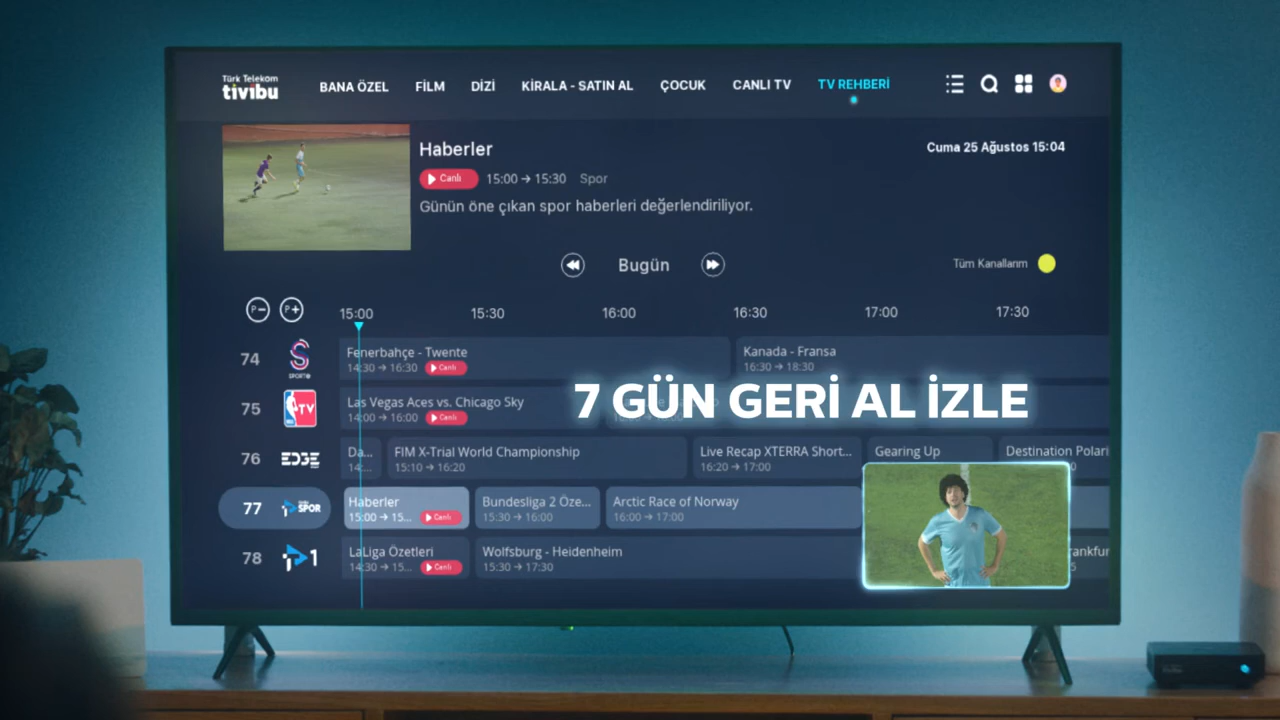 Türk Telekom
tivibu
BANA ÖZEL
FİLM
DİZİ
KİRALA - SATIN AL
ÇOCUK
CANLI TV
TV REHBERİ
Haberler
Cuma 25 Ağustos 15:04
Canlı
15:00 → 15:30
Spor
Günün öne çıkan spor haberleri değerlendiriliyor.
Bugün
Tüm Kanallarım
P-
P+
15:00
15:30
16:00
16:30
17:00
17:30
74
SPORTS
Fenerbahçe - Twente
14:30 → 16:30
Canlı
Kanada - Fransa
16:30 → 18:30
75
NBA
TV
Las Vegas Aces vs. Chicago Sky
14:00 → 16:00
Canlı
7 GÜN GERİ AL İZLE
76
EDGE
Da...
14:...
FIM X-Trial World Championship
15:10 → 16:20
Live Recap XTERRA Short...
16:20 → 17:00
Gearing Up
Destination Polari
77
SPOR
Haberler
15:00 → 15...
Canlı
Bundesliga 2 Öze...
15:30 → 16:00
Arctic Race of Norway
16:00 → 17:00
78
1
LaLiga Özetleri
14:30 → 15...
Canlı
Wolfsburg - Heidenheim
15:30 → 17:30